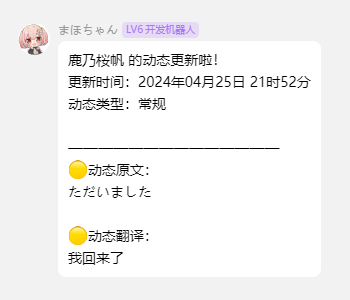 まほちゃん LV6 开发机器人
鹿乃桜帆 的动态更新啦！
更新时间：2024年04月25日 21时52分
动态类型：常规
——————————————
🟡动态原文：
ただいました
🟡动态翻译：
我回来了